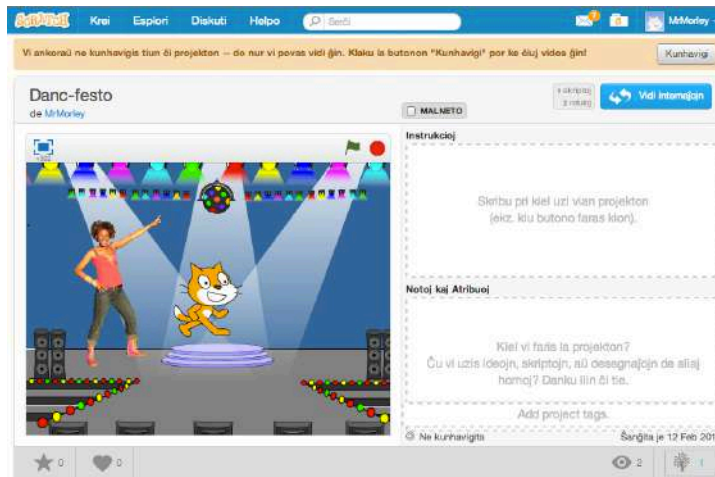 SCRATCH Krei Esplori Diskuti Helpo Serĉi MrMorley
Vi ankoraŭ ne kunhavigis tiun ĉi projekton -- do nur vi povas vidi ĝin. Klaku la butonon "Kunhavigi" por ke ĉiuj vidos ĝin! Kunhavigi
Danc-festo
de MrMorley
MALNETO
Vidi internaĵojn
Instrukcioj
Skribu pri kiel uzi vian projekton
(ekz. kiu butono faras kion).
Notoj kaj Atribuoj
Kiel vi faris la projekton?
Ĉu vi uzis ideojn, skriptojn, aŭ desegnaĵojn de aliaj
homoj? Danku ilin ĉi tie.
Add project tags.
Ne kunhavigita Ŝanĝita je 12 Feb 201
0 0 2 1